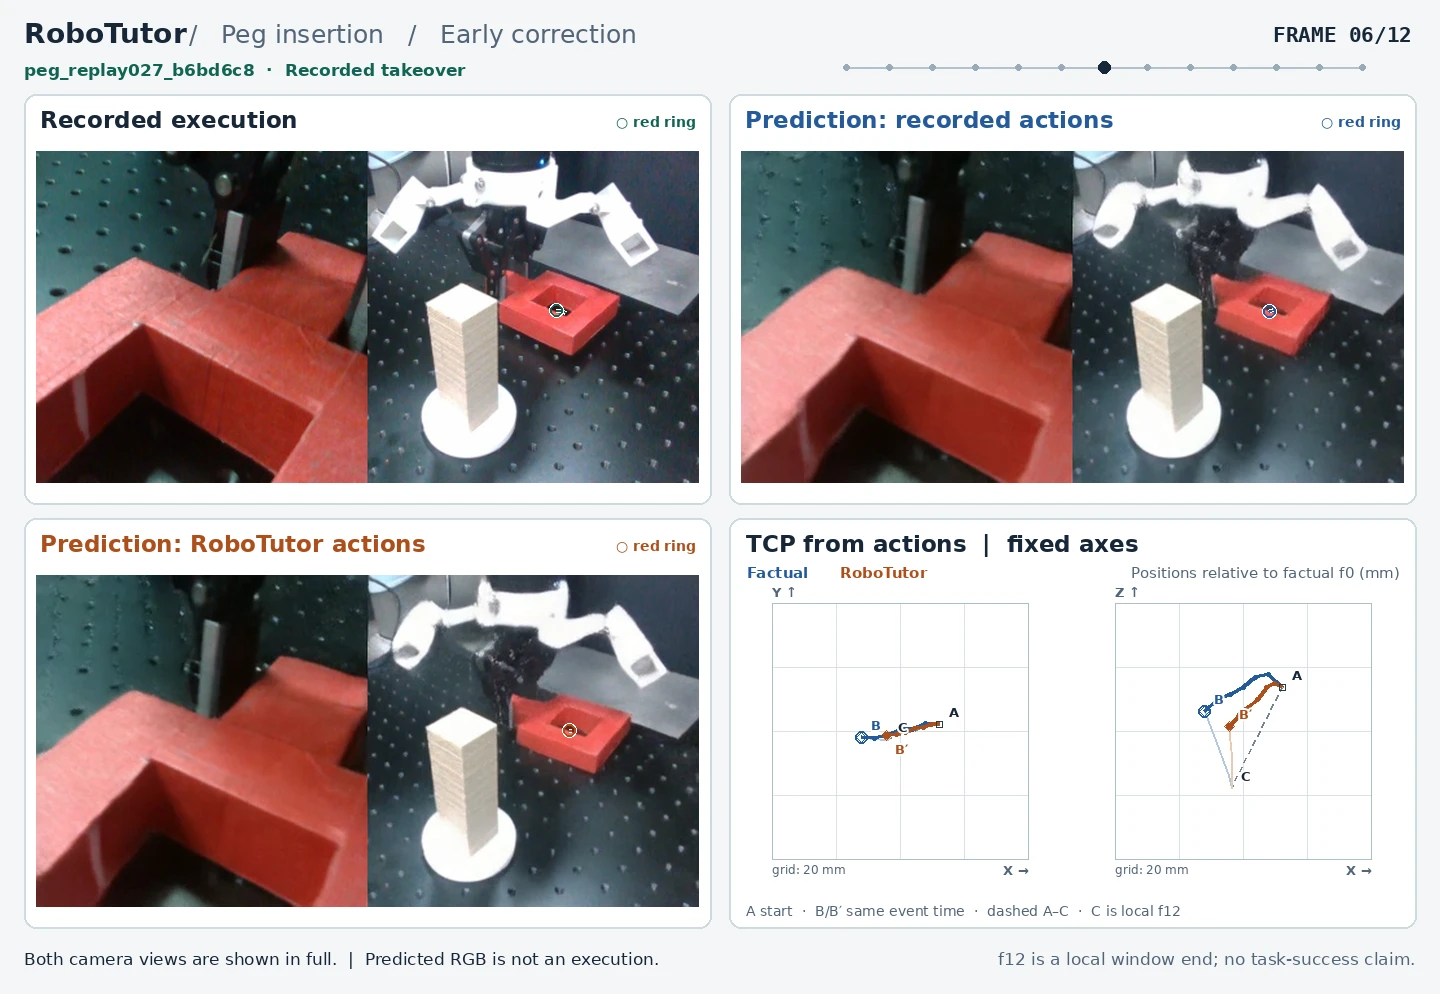 RoboTutor / Peg insertion / Early correction
FRAME 06/12
peg_replay027_b6bd6c8 · Recorded takeover
Recorded execution
○ red ring
Prediction: recorded actions
○ red ring
Prediction: RoboTutor actions
○ red ring
TCP from actions | fixed axes
Factual RoboTutor
Positions relative to factual f0 (mm)
Y ↑
A
B
C
B′
grid: 20 mm
X →
Z ↑
A
B
B′
C
grid: 20 mm
X →
A start · B/B′ same event time · dashed A–C · C is local f12
Both camera views are shown in full. | Predicted RGB is not an execution.
f12 is a local window end; no task-success claim.